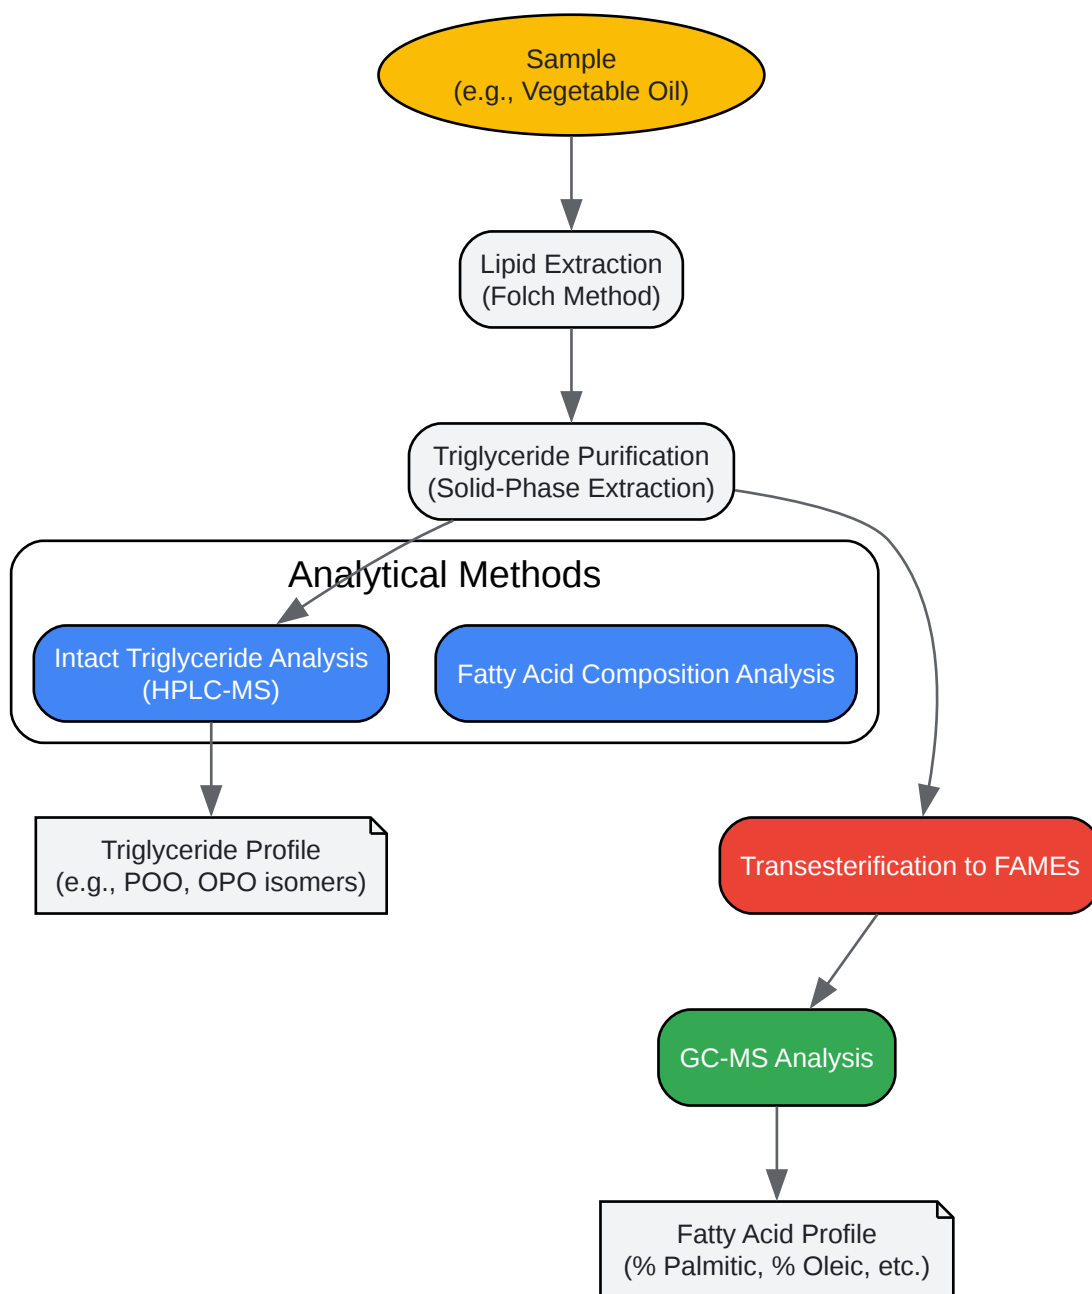 Sample
(e.g., Vegetable Oil)
Lipid Extraction
(Folch Method)
Triglyceride Purification
(Solid-Phase Extraction)
Analytical Methods
Intact Triglyceride Analysis
(HPLC-MS)
Fatty Acid Composition Analysis
Triglyceride Profile
(e.g., POO, OPO isomers)
Transesterification to FAMEs
GC-MS Analysis
Fatty Acid Profile
(% Palmitic, % Oleic, etc.)